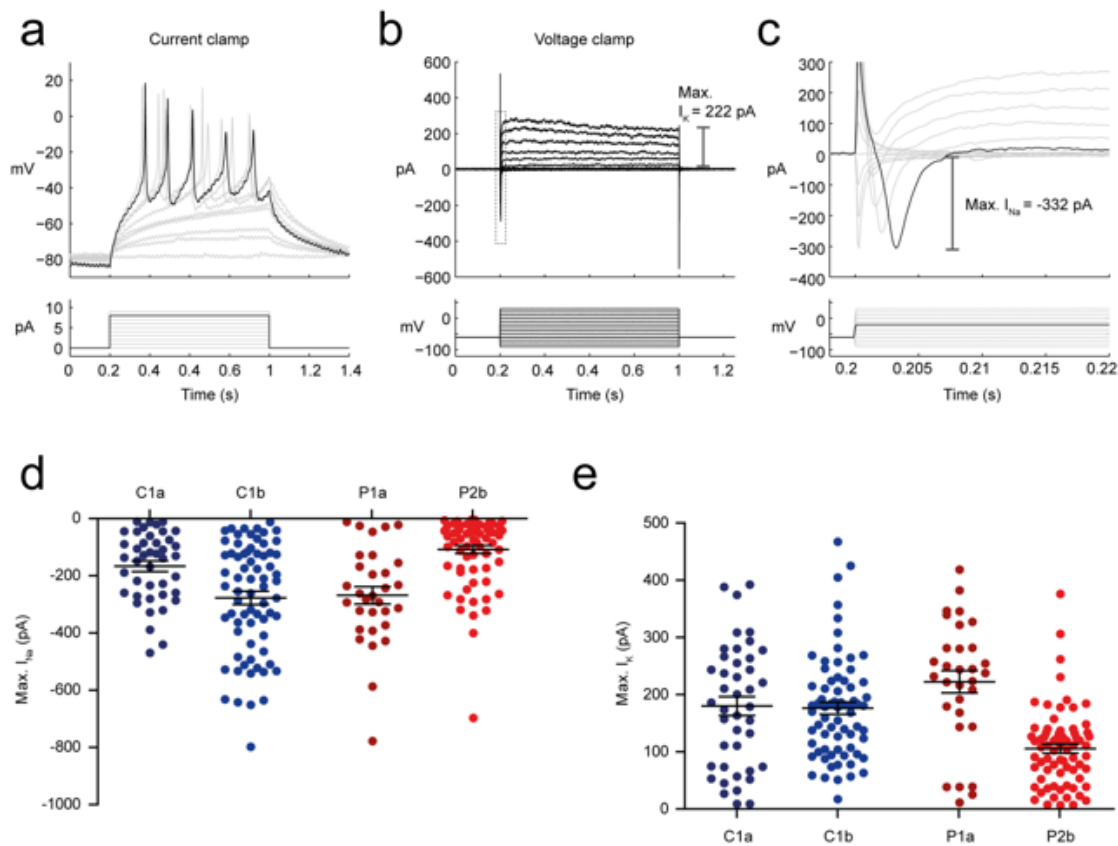 a
Current clamp
20
0
−20
mV
−40
−60
−80
10
pA
5
0
0 0.2 0.4 0.6 0.8 1 1.2 1.4
Time (s)
b
Voltage clamp
600
400
200
pA
0
−200
−400
−600
Max.
I_K = 222 pA
0
mV
−100
0 0.2 0.4 0.6 0.8 1 1.2
Time (s)
c
300
200
100
0
pA
−100
−200
−300
−400
Max. I_Na = -332 pA
0
mV
−100
0.2 0.205 0.21 0.215 0.22
Time (s)
d
C1a C1b P1a P2b
0
-200
-400
-600
-800
-1000
Max. I_Na (pA)
e
500
400
300
200
100
0
Max. I_K (pA)
C1a C1b P1a P2b